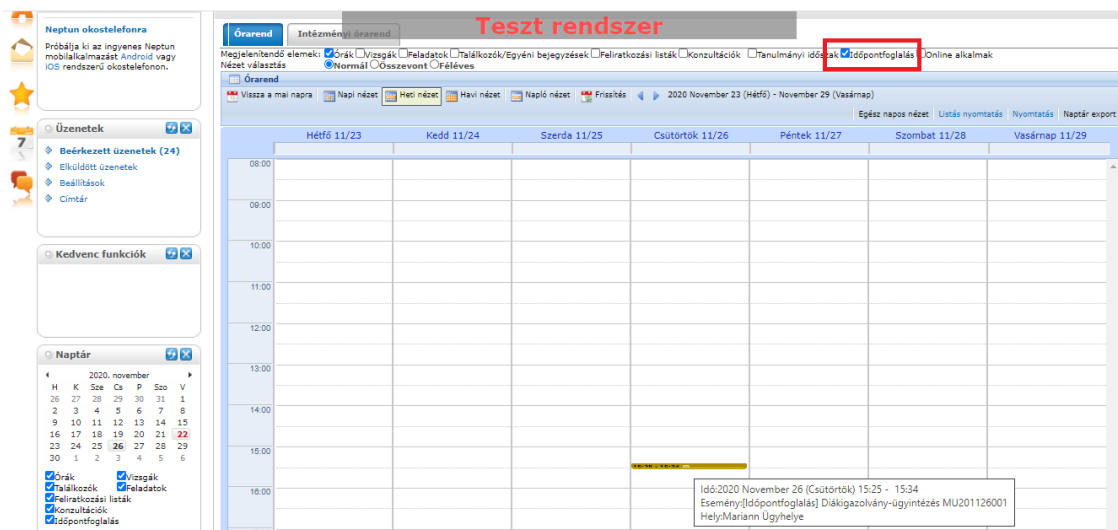 Teszt rendszer
Neptun okostelefonra
Próbálja ki az ingyenes Neptun
mobilalkalmazást Android vagy
iOS rendszerű okostelefonon.
Üzenetek
Beérkezett üzenetek (24)
Elküldött üzenetek
Beállítások
Címtár
Kedvenc funkciók
Naptár
2020. november
H K Sze Cs P Szo V
26 27 28 29 30 31 1
2 3 4 5 6 7 8
9 10 11 12 13 14 15
16 17 18 19 20 21 22
23 24 25 26 27 28 29
30 1 2 3 4 5 6
Órák Vizsgák
Találkozók Feladatok
Feliratkozási listák
Konzultációk
Időpontfoglalás
7
Órarend Intézményi órarend
Megjelenítendő elemek: Órák Vizsgák Feladatok Találkozók/Egyéni bejegyzések Feliratkozási listák Konzultációk Tanulmányi időszak Időpontfoglalás Online alkalmak
Nézet választás Normál Összevont Féléves
Órarend
Vissza a mai napra Napi nézet Heti nézet Havi nézet Napló nézet Frissítés 2020 November 23 (Hétfő) - November 29 (Vasárnap)
Egész napos nézet Listás nyomtatás Nyomtatás Naptár export
Hétfő 11/23 Kedd 11/24 Szerda 11/25 Csütörtök 11/26 Péntek 11/27 Szombat 11/28 Vasárnap 11/29
08:00
09:00
10:00
11:00
12:00
13:00
14:00
15:00
16:00
Idő:2020 November 26 (Csütörtök) 15:25 - 15:34
Esemény:[Időpontfoglalás] Diákigazolvány-ügyintézés MU201126001
Hely:Mariann Ügyhelye